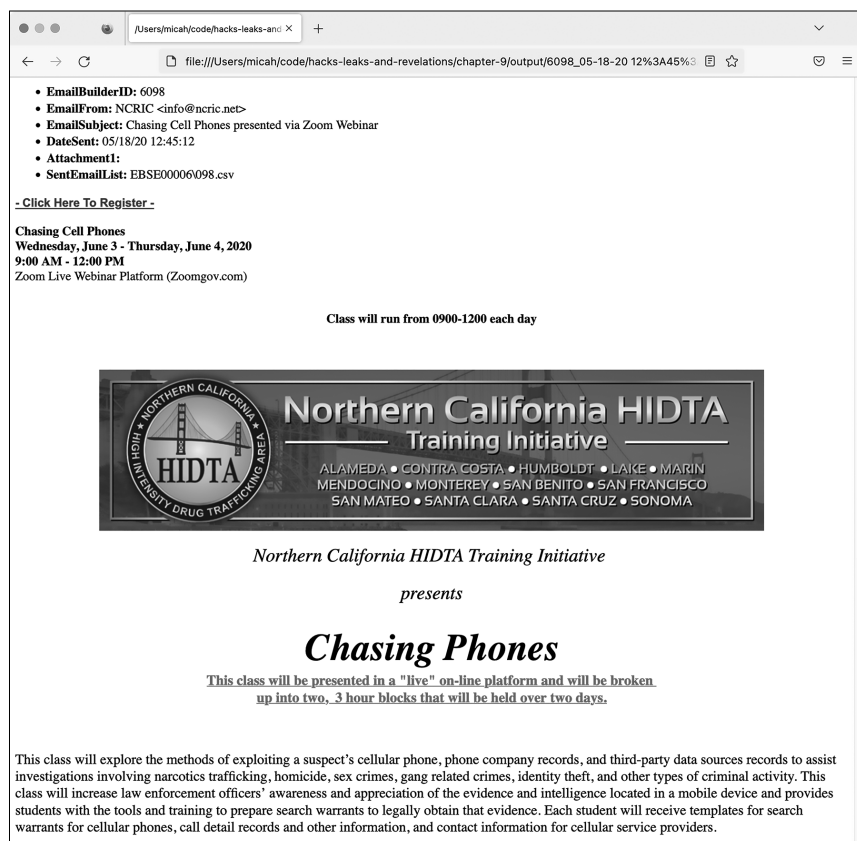 /Users/micah/code/hacks-leaks-and
file:///Users/micah/code/hacks-leaks-and-revelations/chapter-9/output/6098_05-18-20 12%3A45%3
EmailBuilderID: 6098
EmailFrom: NCRIC <info@ncric.net>
EmailSubject: Chasing Cell Phones presented via Zoom Webinar
DateSent: 05/18/20 12:45:12
Attachment1:
SentEmailList: EBSE00006\098.csv
- Click Here To Register -
Chasing Cell Phones
Wednesday, June 3 - Thursday, June 4, 2020
9:00 AM - 12:00 PM
Zoom Live Webinar Platform (Zoomgov.com)
Class will run from 0900-1200 each day
NORTHERN CALIFORNIA
HIDTA
HIGH INTENSITY DRUG TRAFFICKING AREA
Northern California HIDTA
Training Initiative
ALAMEDA ● CONTRA COSTA ● HUMBOLDT ● LAKE ● MARIN
MENDOCINO ● MONTEREY ● SAN BENITO ● SAN FRANCISCO
SAN MATEO ● SANTA CLARA ● SANTA CRUZ ● SONOMA
Northern California HIDTA Training Initiative
presents
Chasing Phones
This class will be presented in a "live" on-line platform and will be broken
up into two, 3 hour blocks that will be held over two days.
This class will explore the methods of exploiting a suspect's cellular phone, phone company records, and third-party data sources records to assist
investigations involving narcotics trafficking, homicide, sex crimes, gang related crimes, identity theft, and other types of criminal activity. This
class will increase law enforcement officers' awareness and appreciation of the evidence and intelligence located in a mobile device and provides
students with the tools and training to prepare search warrants to legally obtain that evidence. Each student will receive templates for search
warrants for cellular phones, call detail records and other information, and contact information for cellular service providers.